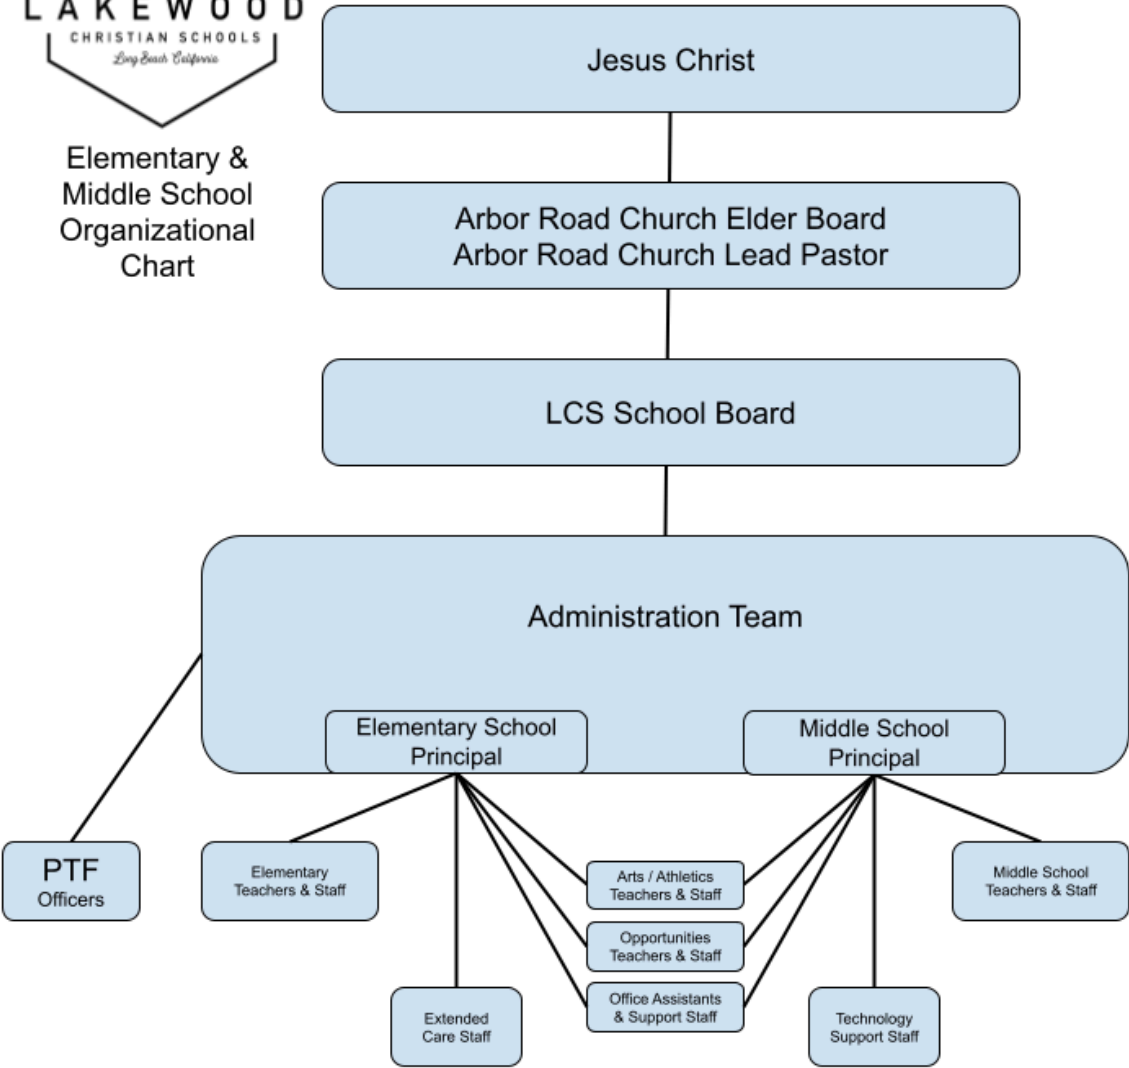 LAKEWOOD
CHRISTIAN SCHOOLS
Long Beach California
Elementary &
Middle School
Organizational
Chart
Jesus Christ
Arbor Road Church Elder Board
Arbor Road Church Lead Pastor
LCS School Board
Administration Team
Elementary School
Principal
Middle School
Principal
PTF
Officers
Elementary
Teachers & Staff
Arts / Athletics
Teachers & Staff
Middle School
Teachers & Staff
Opportunities
Teachers & Staff
Office Assistants
& Support Staff
Extended
Care Staff
Technology
Support Staff